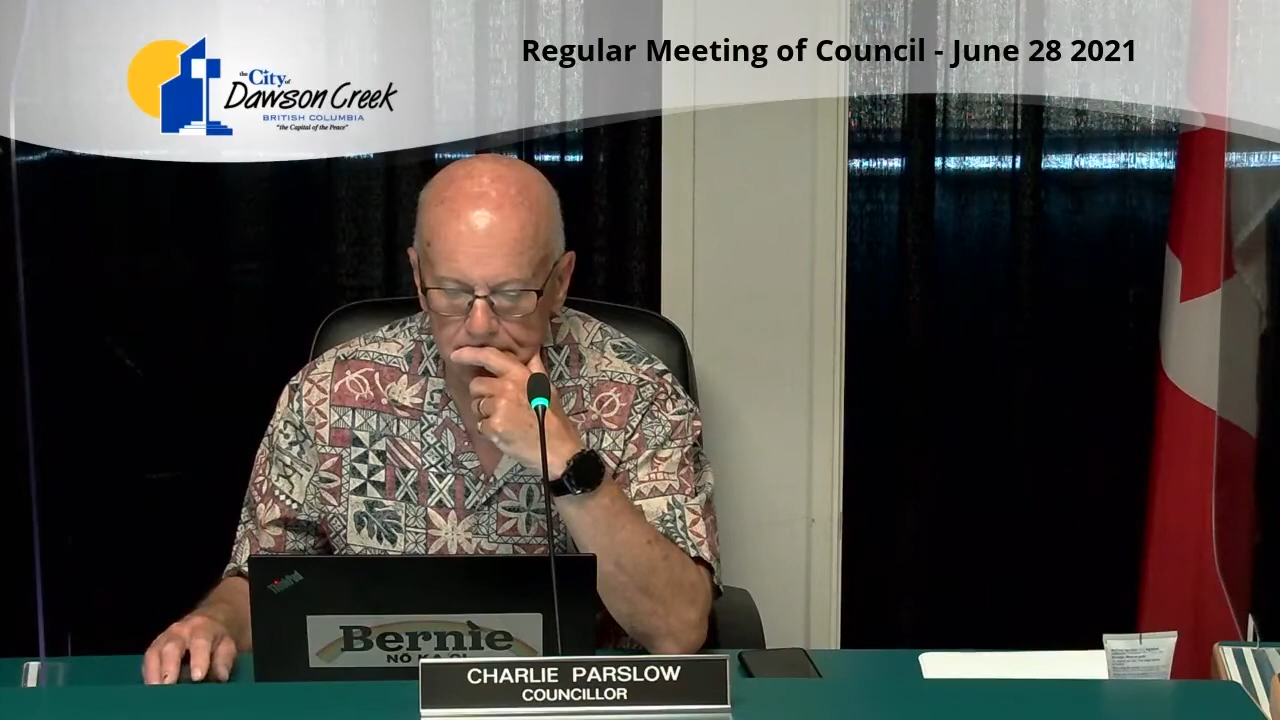 Regular Meeting of Council - June 28 2021
the City of
Dawson Creek
BRITISH COLUMBIA
"the Capital of the Peace"
ThinkPad
Bernie
NŌ KA OI
CHARLIE PARSLOW
COUNCILLOR